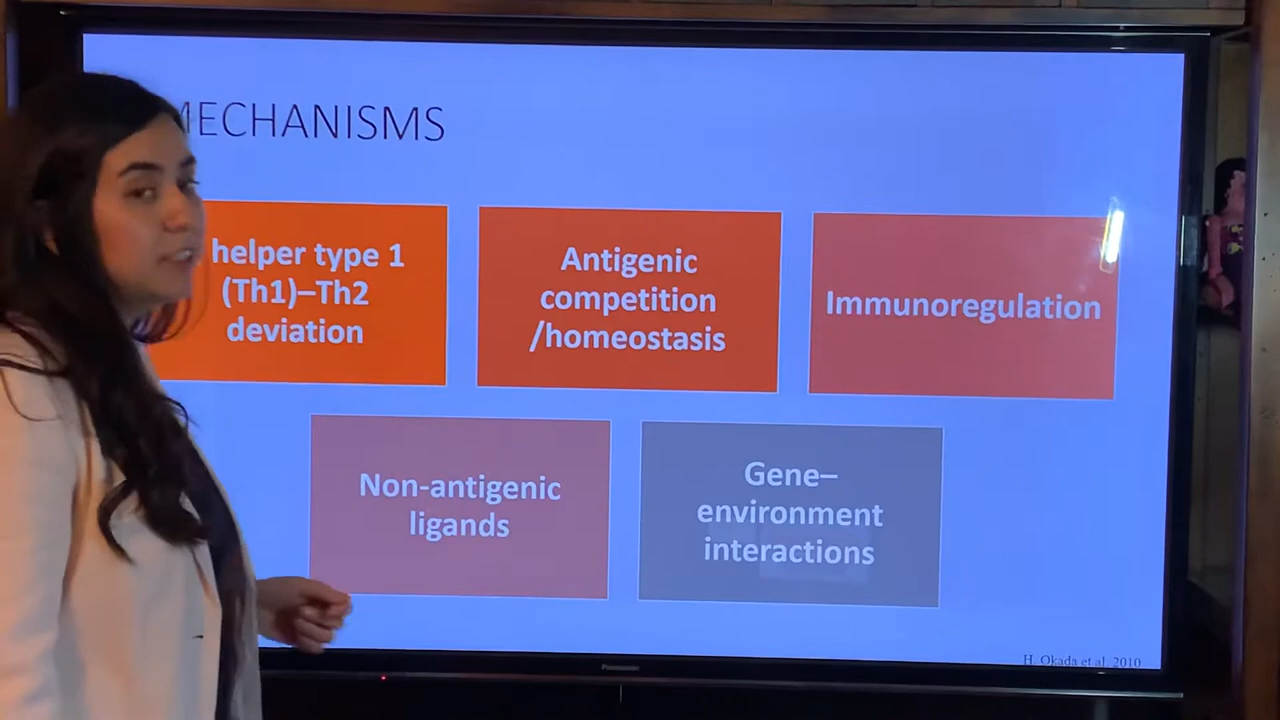 MECHANISMS
helper type 1
(Th1)–Th2
deviation
Antigenic
competition
/homeostasis
Immunoregulation
Non-antigenic
ligands
Gene–
environment
interactions
H. Okada et al. 2010
Panasonic